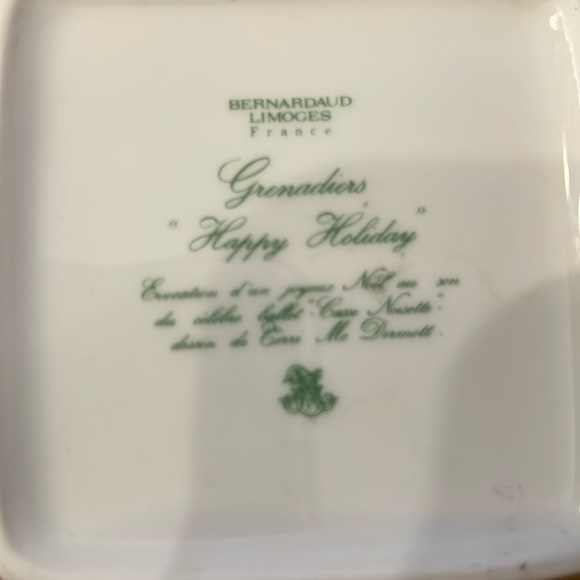 BERNARDAUD
LIMOGES
France
Grenadiers
"Happy Holiday"
Evocation d'un joyeux Noël au son
du célèbre ballet "Casse Noisette"
dessin de Terri Mc Dermott.